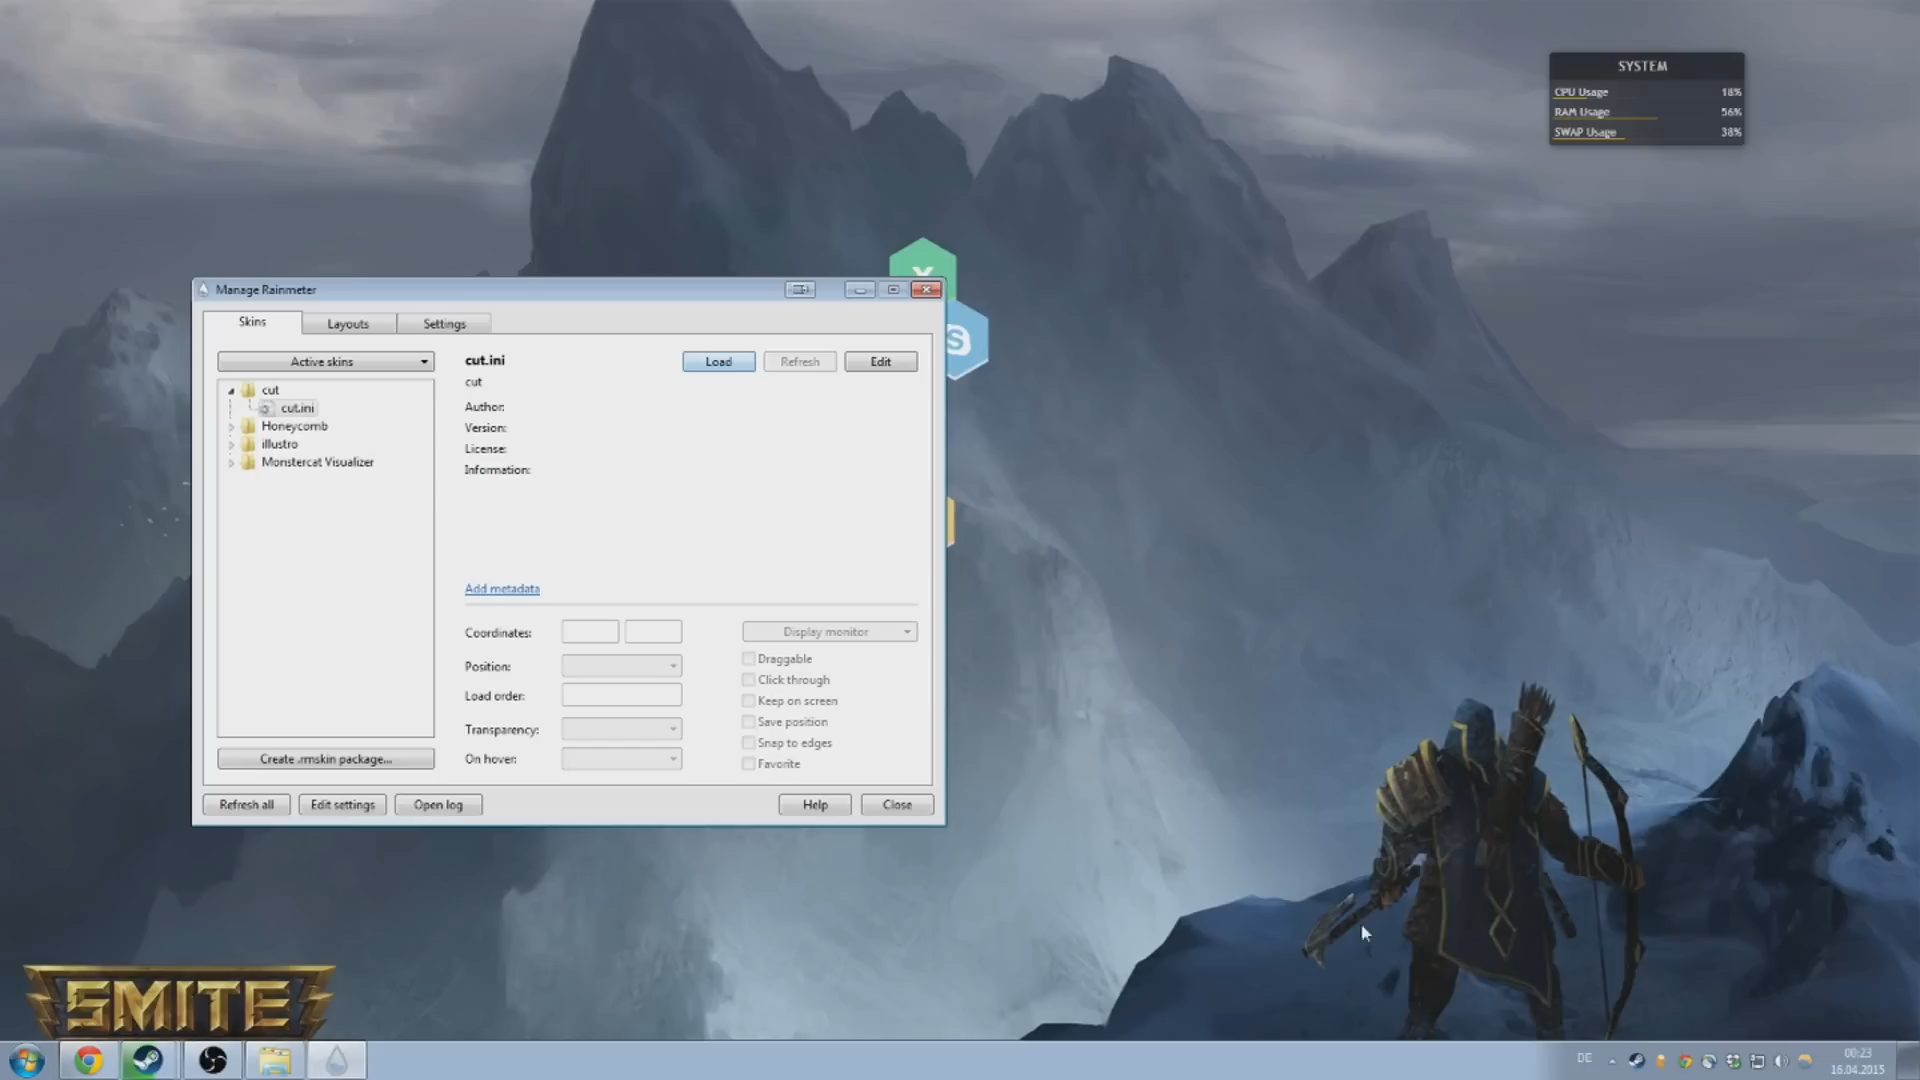 SYSTEM
CPU Usage 18%
RAM Usage 56%
SWAP Usage 38%
X
S
Manage Rainmeter
Skins Layouts Settings
Active skins
cut
cut.ini
Honeycomb
illustro
Monstercat Visualizer
Create .rmskin package...
cut.ini
Load Refresh Edit
cut
Author:
Version:
License:
Information:
Add metadata
Coordinates:
Display monitor
Position:
Load order:
Transparency:
On hover:
Draggable
Click through
Keep on screen
Save position
Snap to edges
Favorite
Refresh all Edit settings Open log Help Close
SMITE
DE
00:23
16.04.2015